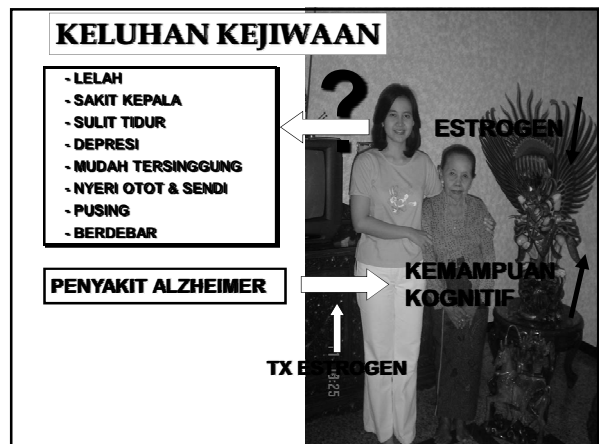 KELUHAN KEJIWAAN
- LELAH
- SAKIT KEPALA
- SULIT TIDUR
- DEPRESI
- MUDAH TERSINGGUNG
- NYERI OTOT & SENDI
- PUSING
- BERDEBAR
?
ESTROGEN
PENYAKIT ALZHEIMER
KEMAMPUAN
KOGNITIF
TX ESTROGEN